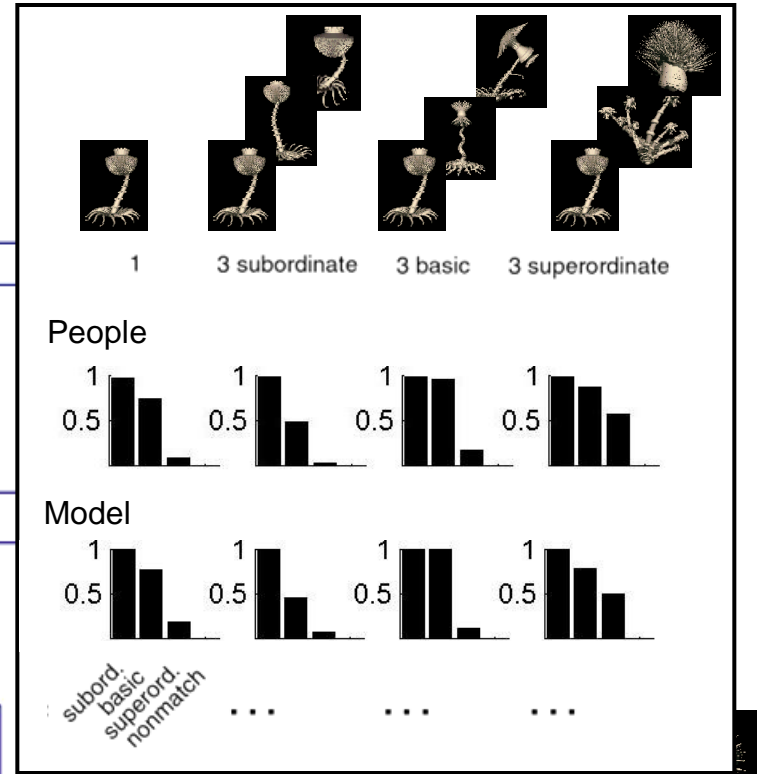 1 3 subordinate 3 basic 3 superordinate
People
1 1 1 1
0.5 0.5 0.5 0.5
Model
1 1 1 1
0.5 0.5 0.5 0.5
subord.
basic
superord.
nonmatch
... ... ...